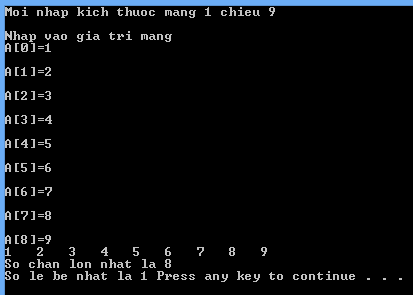 Moi nhap kich thuoc mang 1 chieu 9
Nhap vao gia tri mang
A[0]=1
A[1]=2
A[2]=3
A[3]=4
A[4]=5
A[5]=6
A[6]=7
A[7]=8
A[8]=9
1 2 3 4 5 6 7 8 9
So chan lon nhat la 8
So le be nhat la 1 Press any key to continue . . .